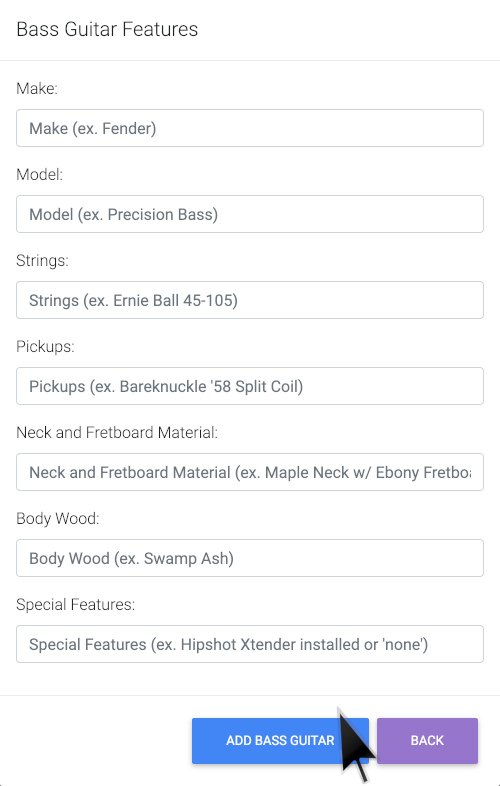 Bass Guitar Features
Make:
Make (ex. Fender)
Model:
Model (ex. Precision Bass)
Strings:
Strings (ex. Ernie Ball 45-105)
Pickups:
Pickups (ex. Bareknuckle '58 Split Coil)
Neck and Fretboard Material:
Neck and Fretboard Material (ex. Maple Neck w/ Ebony Fretboa
Body Wood:
Body Wood (ex. Swamp Ash)
Special Features:
Special Features (ex. Hipshot Xtender installed or 'none')
ADD BASS GUITAR BACK